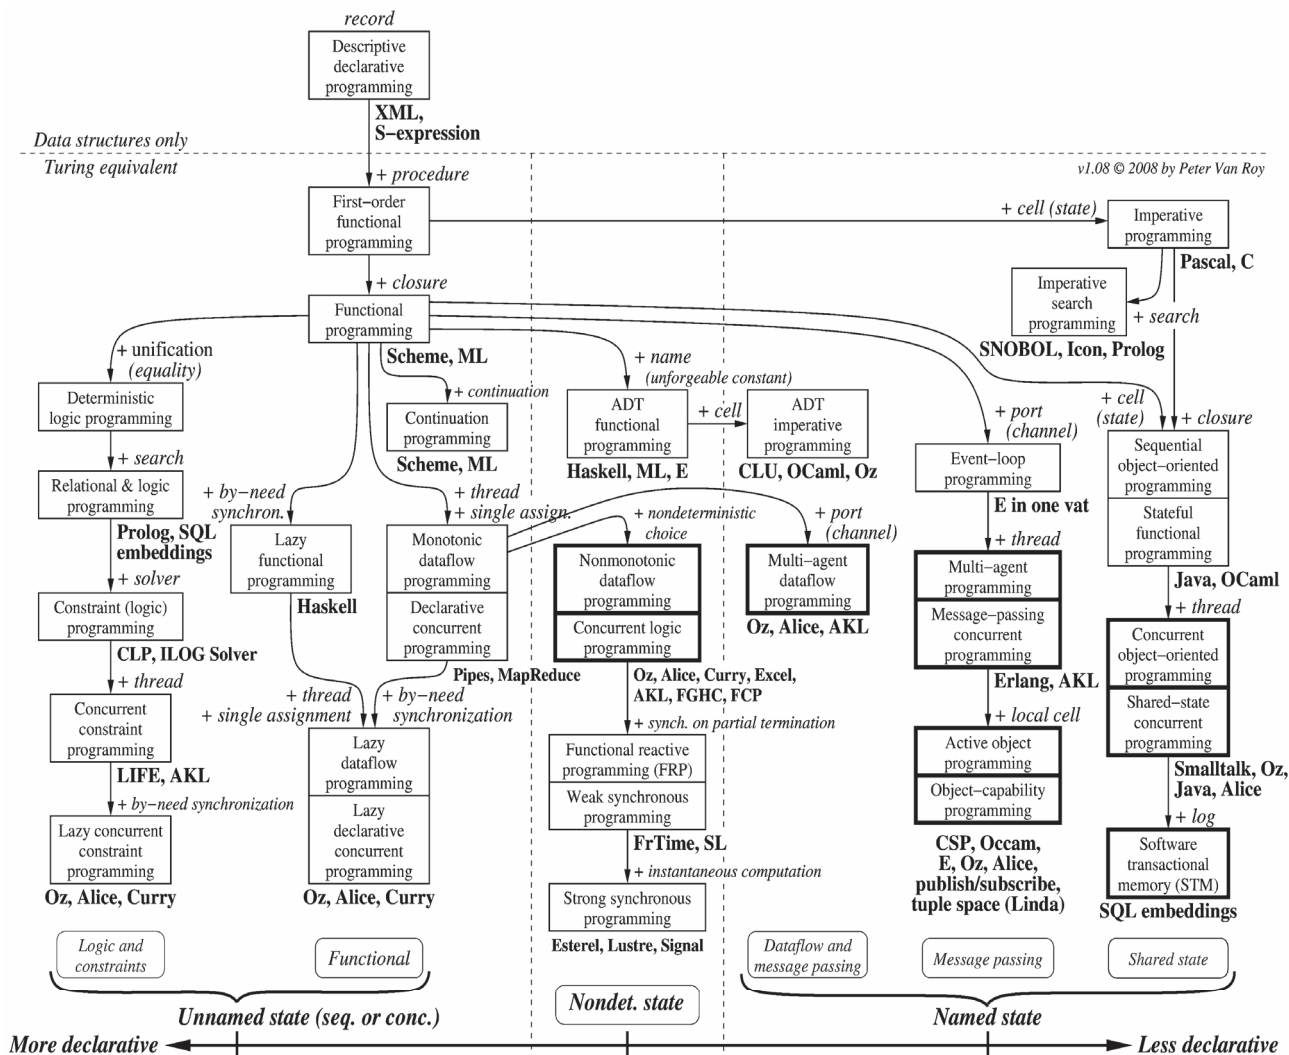 record
Descriptive
declarative
programming
XML,
S−expression
Data structures only
Turing equivalent
v1.08 © 2008 by Peter Van Roy
+ procedure
First−order
functional
programming
+ cell (state)
Imperative
programming
Pascal, C
+ closure
Imperative
search
programming
+ search
SNOBOL, Icon, Prolog
Functional
programming
Scheme, ML
+ unification
(equality)
Deterministic
logic programming
+ search
Relational & logic
programming
Prolog, SQL
embeddings
+ solver
Constraint (logic)
programming
CLP, ILOG Solver
+ thread
Concurrent
constraint
programming
LIFE, AKL
+ by−need synchronization
Lazy concurrent
constraint
programming
Oz, Alice, Curry
+ continuation
Continuation
programming
Scheme, ML
+ by−need
synchron.
Lazy
functional
programming
Haskell
+ thread
+ single assign.
Monotonic
dataflow
programming
Declarative
concurrent
programming
Pipes, MapReduce
+ thread
+ single assignment
+ by−need
synchronization
Lazy
dataflow
programming
Lazy
declarative
concurrent
programming
Oz, Alice, Curry
+ name
(unforgeable constant)
ADT
functional
programming
Haskell, ML, E
+ cell
ADT
imperative
programming
CLU, OCaml, Oz
+ nondeterministic
choice
Nonmonotonic
dataflow
programming
Concurrent logic
programming
Oz, Alice, Curry, Excel,
AKL, FGHC, FCP
+ synch. on partial termination
Functional reactive
programming (FRP)
Weak synchronous
programming
FrTime, SL
+ instantaneous computation
Strong synchronous
programming
Esterel, Lustre, Signal
+ port
(channel)
Multi−agent
dataflow
programming
Oz, Alice, AKL
+ port
(channel)
Event−loop
programming
E in one vat
+ thread
Multi−agent
programming
Message−passing
concurrent
programming
Erlang, AKL
+ local cell
Active object
programming
Object−capability
programming
CSP, Occam,
E, Oz, Alice,
publish/subscribe,
tuple space (Linda)
+ cell
(state)
+ closure
Sequential
object−oriented
programming
Stateful
functional
programming
Java, OCaml
+ thread
Concurrent
object−oriented
programming
Shared−state
concurrent
programming
Smalltalk, Oz,
Java, Alice
+ log
Software
transactional
memory (STM)
SQL embeddings
Logic and
constraints
Functional
Dataflow and
message passing
Message passing
Shared state
Unnamed state (seq. or conc.)
Nondet. state
Named state
More declarative
Less declarative